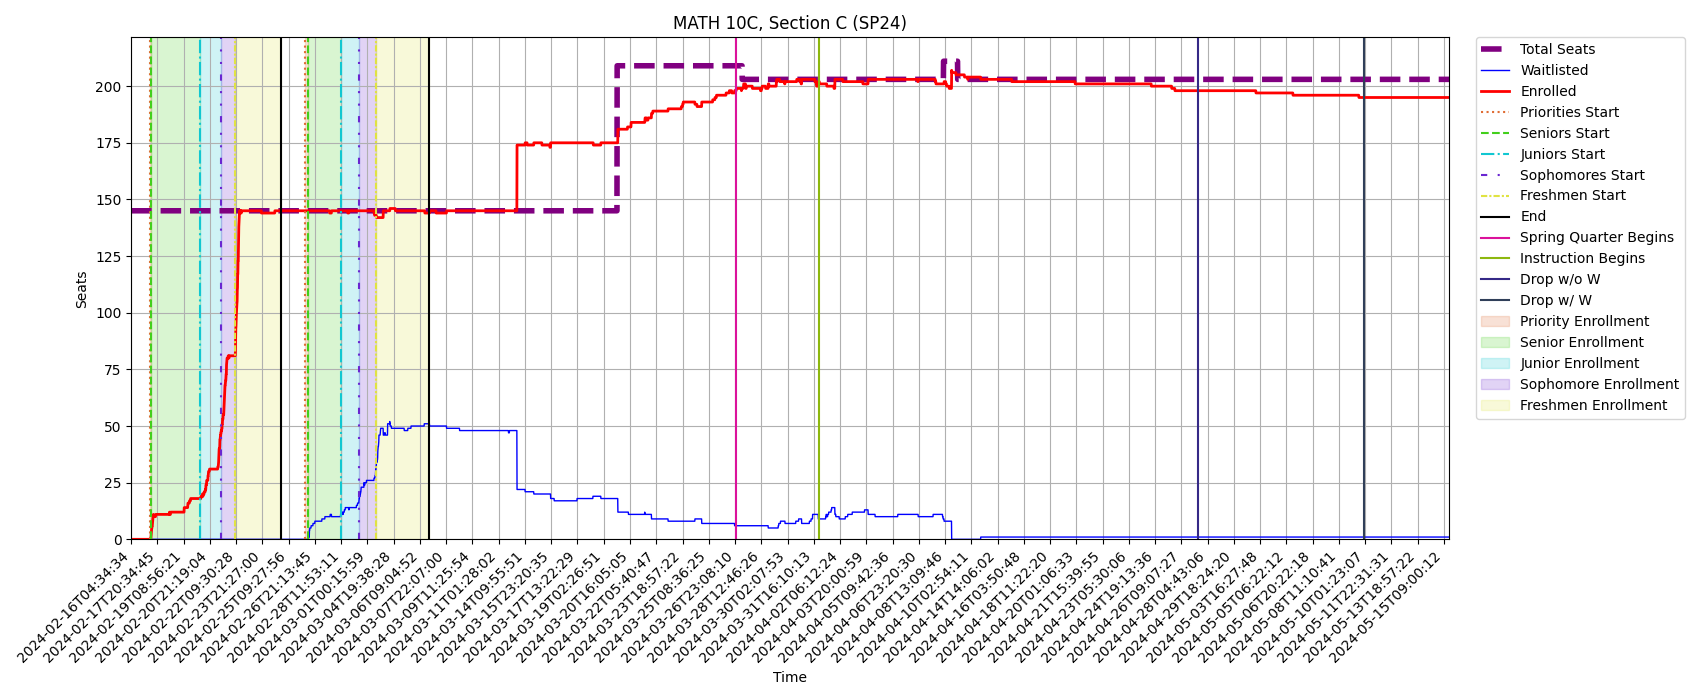 MATH 10C, Section C (SP24)
Seats
200
175
150
125
100
75
50
25
0
2024-02-16T04:34:34
2024-02-17T20:34:45
2024-02-19T08:56:21
2024-02-20T21:19:04
2024-02-22T09:30:28
2024-02-23T21:27:00
2024-02-25T09:27:56
2024-02-26T21:13:45
2024-02-28T11:53:11
2024-03-01T00:15:59
2024-03-04T19:38:28
2024-03-06T09:04:52
2024-03-07T22:07:00
2024-03-09T11:25:54
2024-03-11T01:28:02
2024-03-14T09:55:51
2024-03-15T23:20:35
2024-03-17T13:22:29
2024-03-19T02:26:51
2024-03-20T16:05:05
2024-03-22T05:40:47
2024-03-23T18:57:22
2024-03-25T08:36:25
2024-03-26T23:08:10
2024-03-28T12:46:26
2024-03-30T02:07:53
2024-03-31T16:10:13
2024-04-02T06:12:24
2024-04-03T20:00:59
2024-04-05T09:42:36
2024-04-06T23:20:30
2024-04-08T13:09:46
2024-04-10T02:54:11
2024-04-14T14:06:02
2024-04-16T03:50:48
2024-04-18T11:22:20
2024-04-20T01:06:33
2024-04-21T15:39:55
2024-04-23T05:30:06
2024-04-24T19:13:36
2024-04-26T09:07:27
2024-04-28T04:43:06
2024-04-29T18:24:20
2024-05-03T16:27:48
2024-05-05T06:22:12
2024-05-06T20:22:18
2024-05-08T11:10:41
2024-05-10T01:23:07
2024-05-11T22:31:31
2024-05-13T18:57:22
2024-05-15T09:00:12
Time
Total Seats
Waitlisted
Enrolled
Priorities Start
Seniors Start
Juniors Start
Sophomores Start
Freshmen Start
End
Spring Quarter Begins
Instruction Begins
Drop w/o W
Drop w/ W
Priority Enrollment
Senior Enrollment
Junior Enrollment
Sophomore Enrollment
Freshmen Enrollment